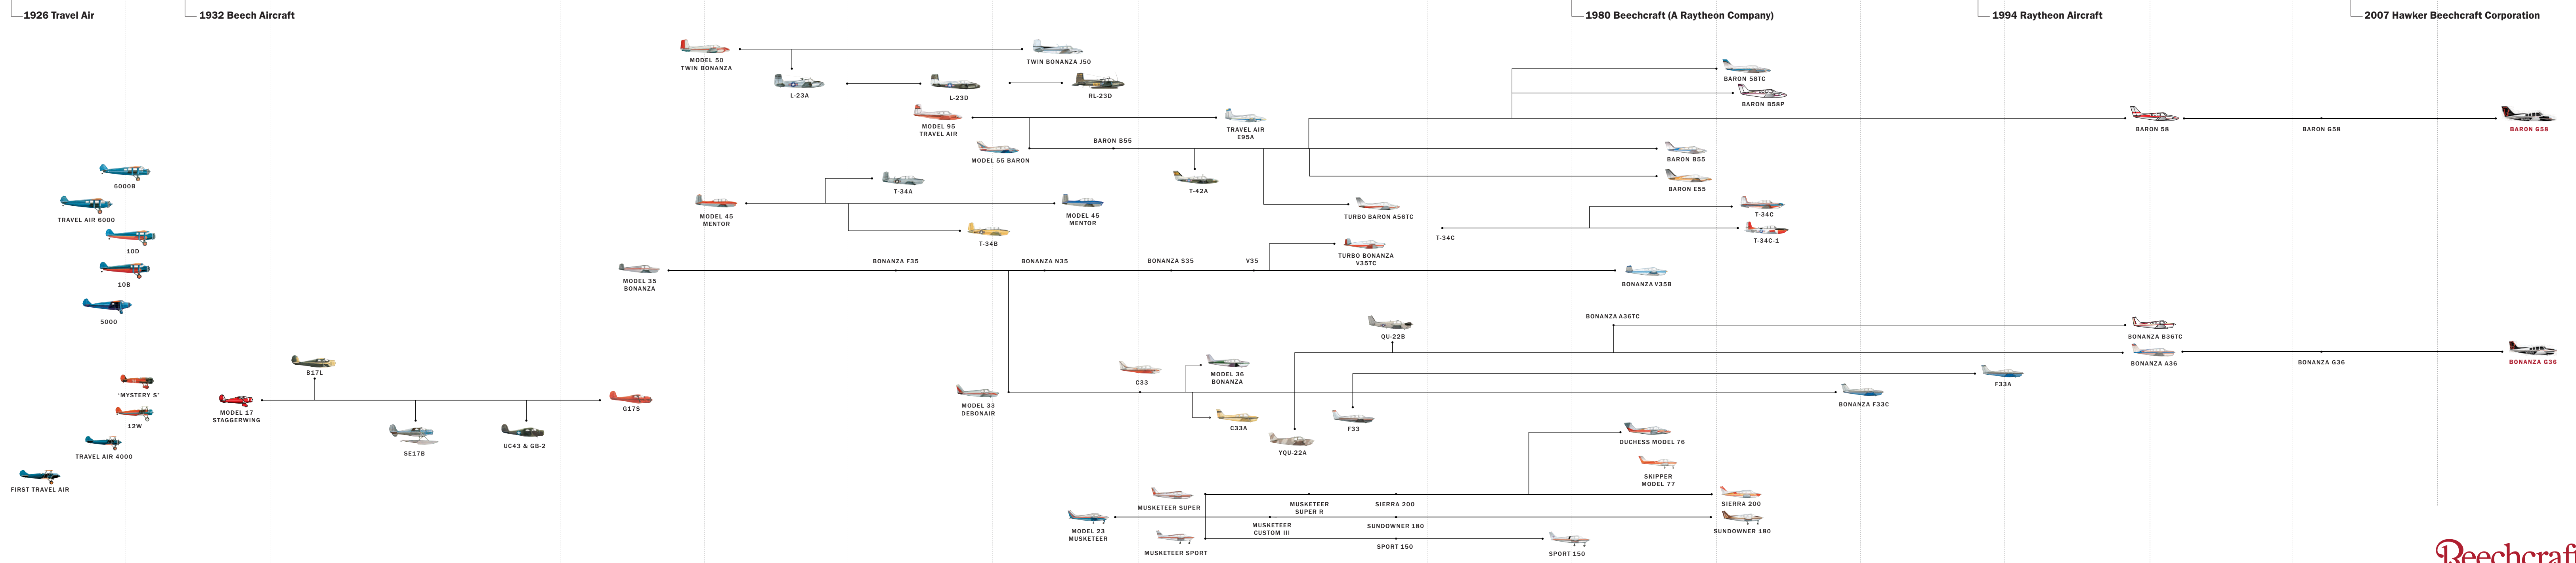 1926 Travel Air
1932 Beech Aircraft
1980 Beechcraft (A Raytheon Company)
1994 Raytheon Aircraft
2007 Hawker Beechcraft Corporation
MODEL 50
TWIN BONANZA
TWIN BONANZA J50
L-23A
L-23D
RL-23D
BARON 58TC
BARON B58P
MODEL 95
TRAVEL AIR
TRAVEL AIR
E95A
BARON 58
BARON G58
BARON G58
MODEL 55 BARON
BARON B55
BARON B55
T-42A
BARON E55
6000B
TRAVEL AIR 6000
10D
10B
5000
T-34A
MODEL 45
MENTOR
MODEL 45
MENTOR
T-34B
TURBO BARON A56TC
T-34C
T-34C
T-34C-1
TURBO BONANZA
V35TC
MODEL 35
BONANZA
BONANZA F35
BONANZA N35
BONANZA S35
V35
BONANZA V35B
QU-22B
BONANZA A36TC
BONANZA B36TC
BONANZA A36
BONANZA G36
BONANZA G36
B17L
"MYSTERY S"
12W
TRAVEL AIR 4000
FIRST TRAVEL AIR
MODEL 17
STAGGERWING
SE17B
UC43 & GB-2
G17S
MODEL 33
DEBONAIR
C33
MODEL 36
BONANZA
C33A
YQU-22A
F33
F33A
BONANZA F33C
DUCHESS MODEL 76
SKIPPER
MODEL 77
MUSKETEER SUPER
MUSKETEER
SUPER R
SIERRA 200
SIERRA 200
MODEL 23
MUSKETEER
MUSKETEER
CUSTOM III
SUNDOWNER 180
SUNDOWNER 180
MUSKETEER SPORT
SPORT 150
SPORT 150
Beechcraft